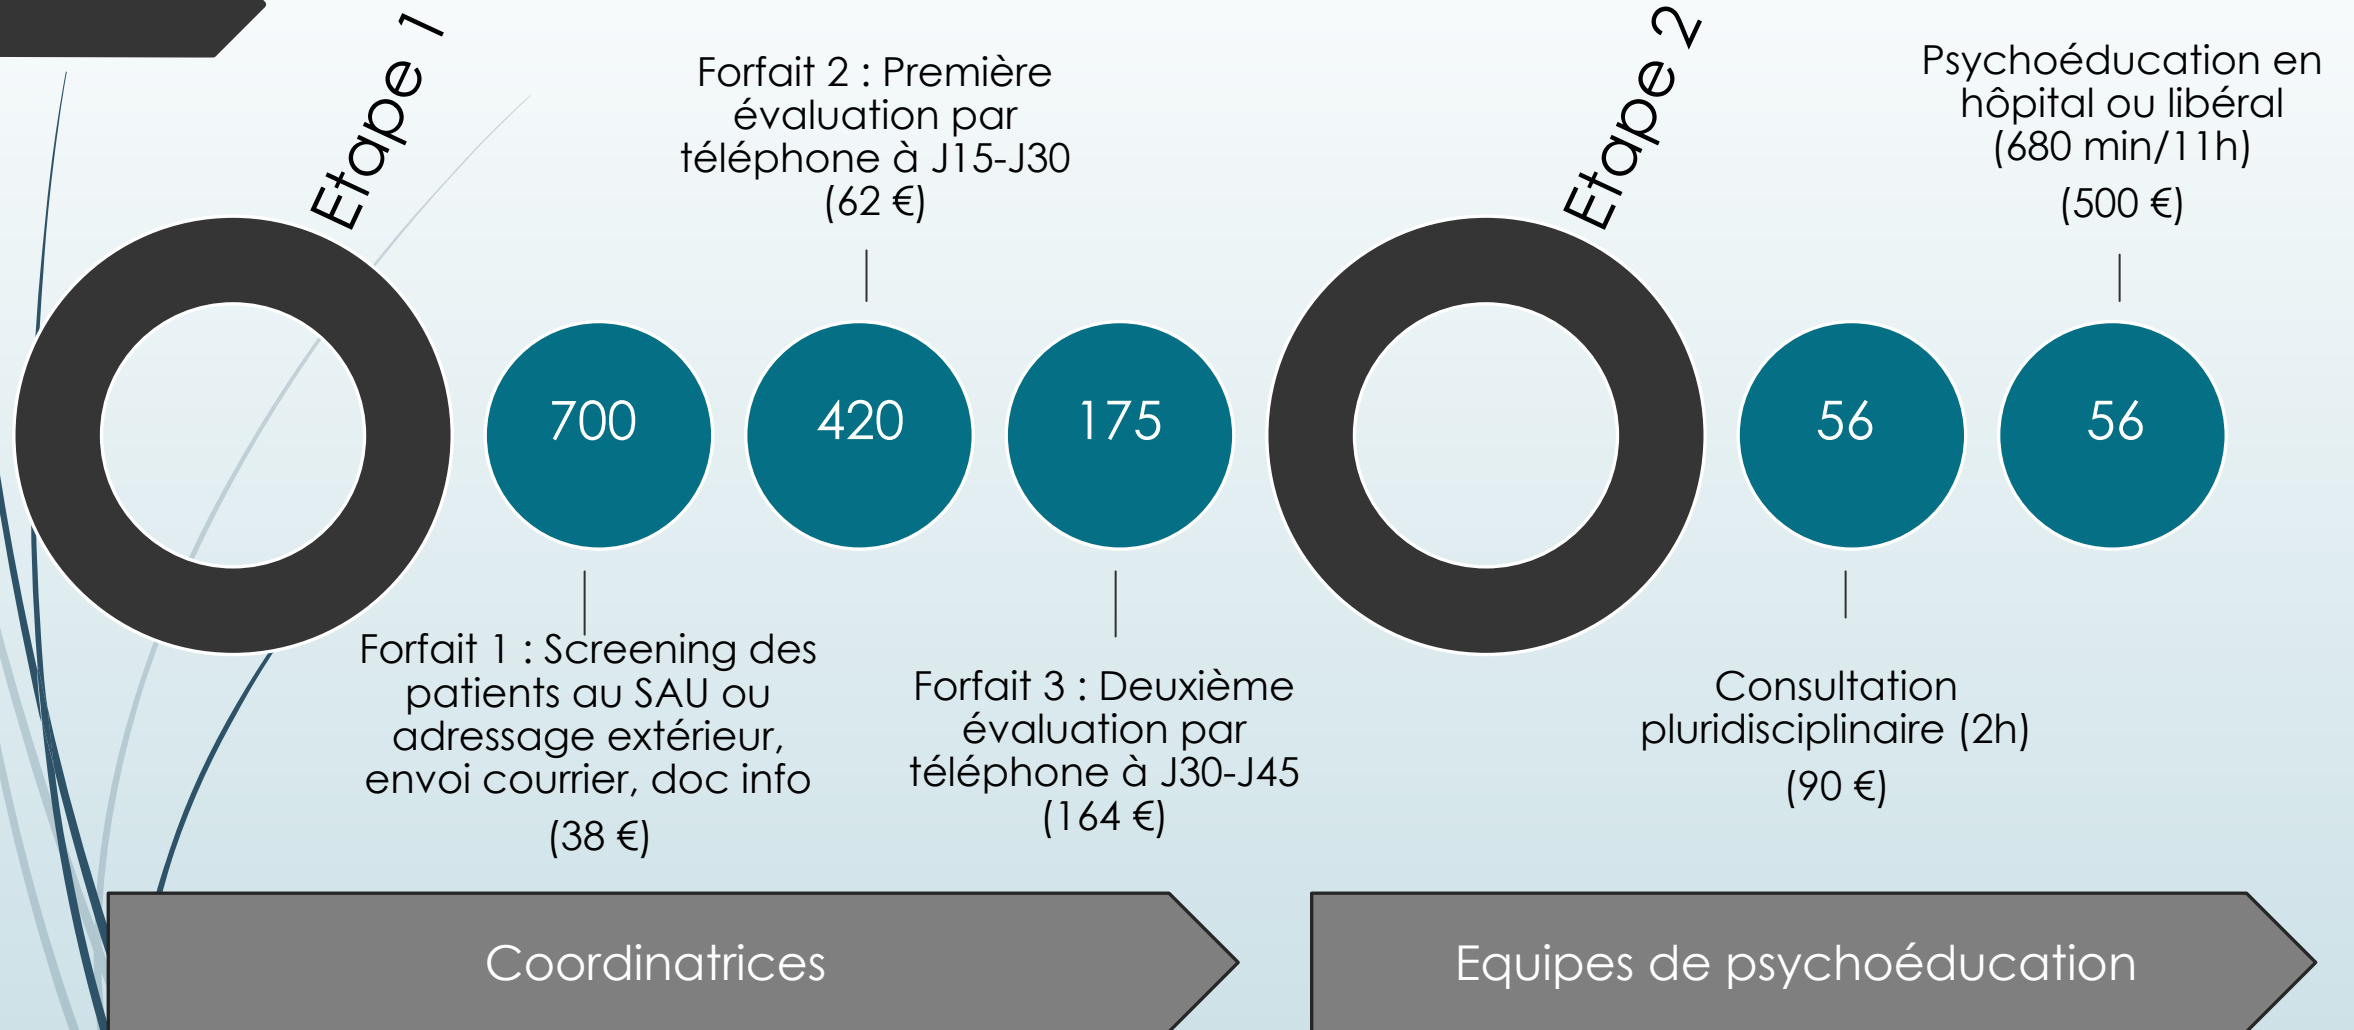 Etape 1
700
Forfait 1 : Screening des
patients au SAU ou
adressage extérieur,
envoi courrier, doc info
(38 €)
Forfait 2 : Première
évaluation par
téléphone à J15-J30
(62 €)
420
175
Forfait 3 : Deuxième
évaluation par
téléphone à J30-J45
(164 €)
Etape 2
56
Consultation
pluridisciplinaire (2h)
(90 €)
Psychoéducation en
hôpital ou libéral
(680 min/11h)
(500 €)
56
Coordinatrices
Equipes de psychoéducation